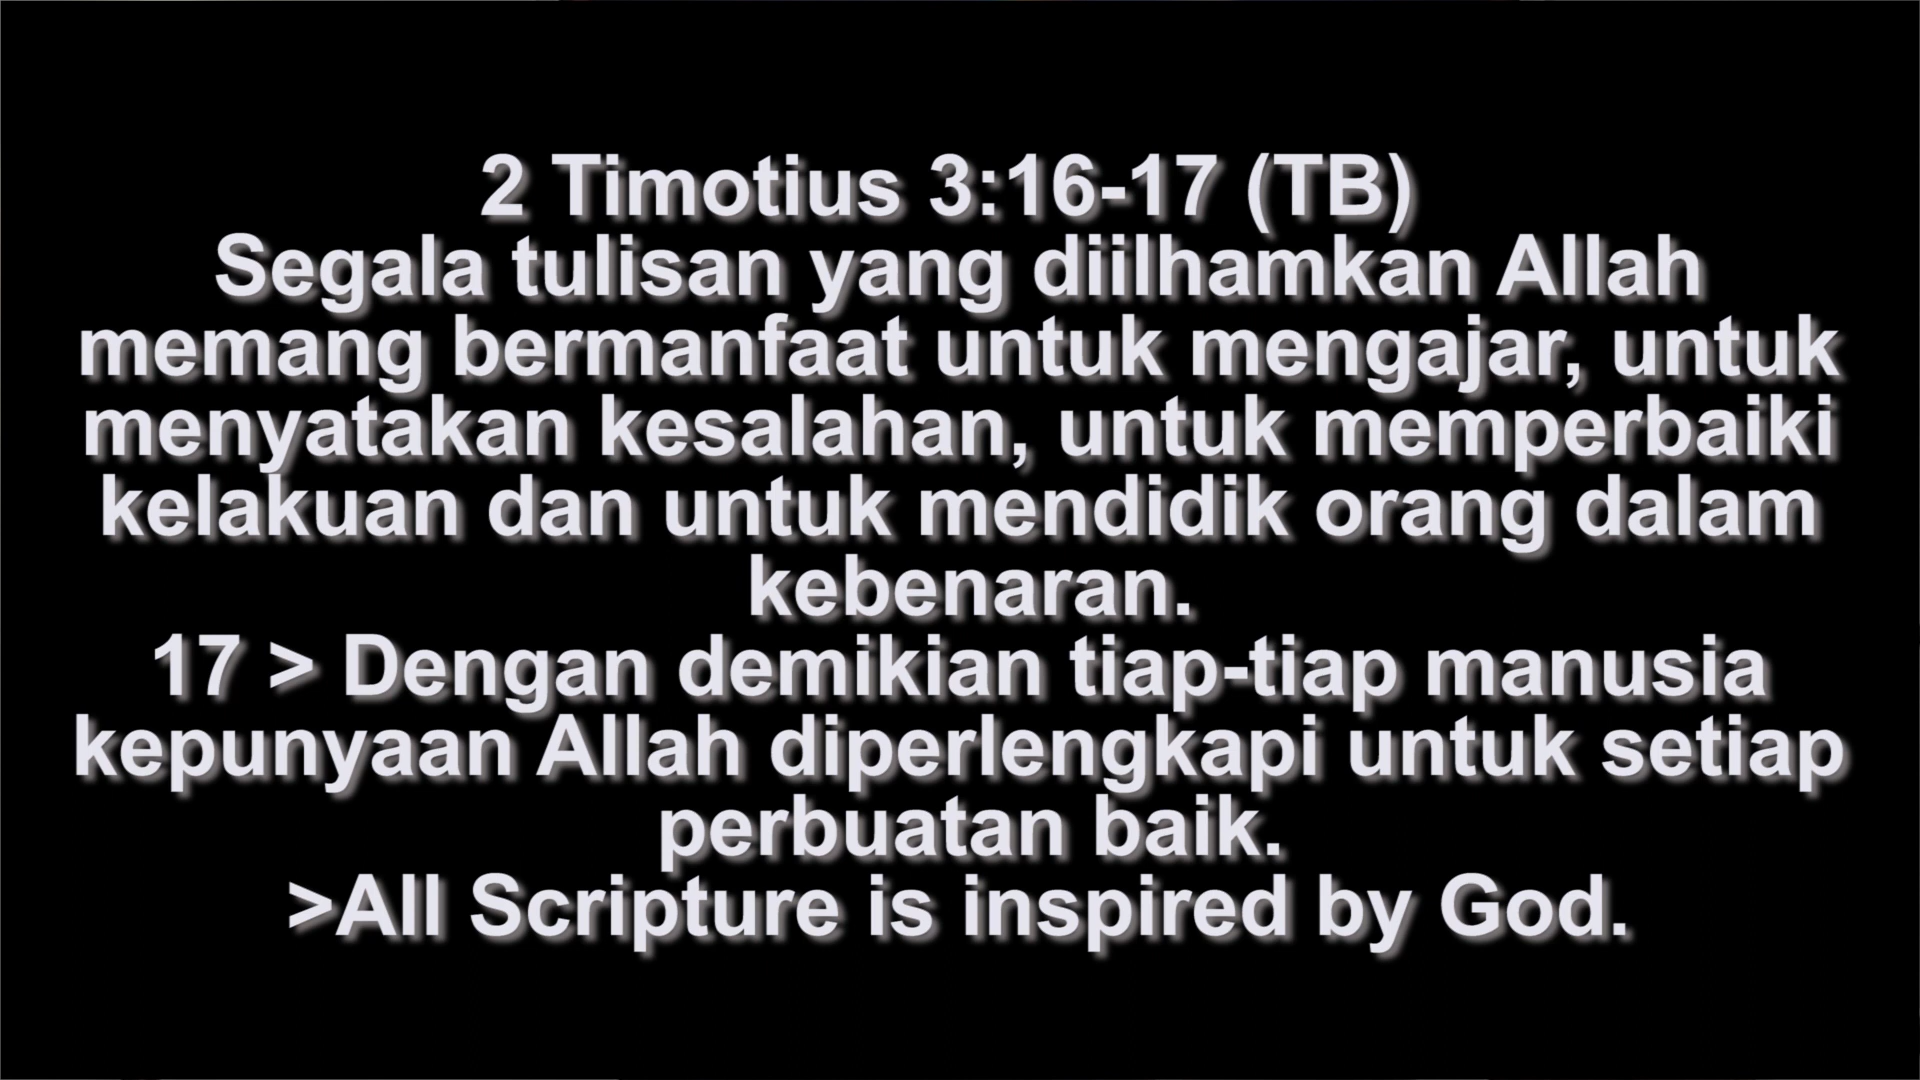 2 Timotius 3:16-17 (TB)
Segala tulisan yang diilhamkan Allah
memang bermanfaat untuk mengajar, untuk
menyatakan kesalahan, untuk memperbaiki
kelakuan dan untuk mendidik orang dalam
kebenaran.
17 > Dengan demikian tiap-tiap manusia
kepunyaan Allah diperlengkapi untuk setiap
perbuatan baik.
>All Scripture is inspired by God.